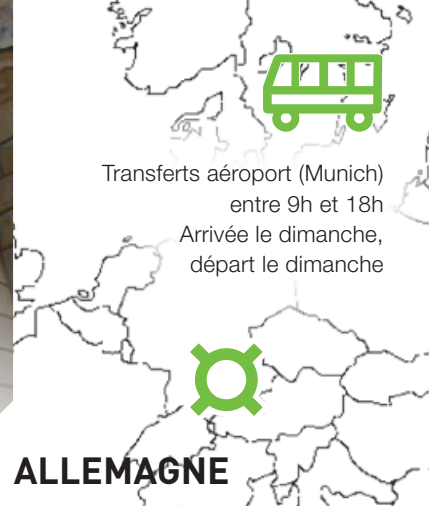 Transferts aéroport (Munich)
entre 9h et 18h
Arrivée le dimanche,
départ le dimanche
ALLEMAGNE